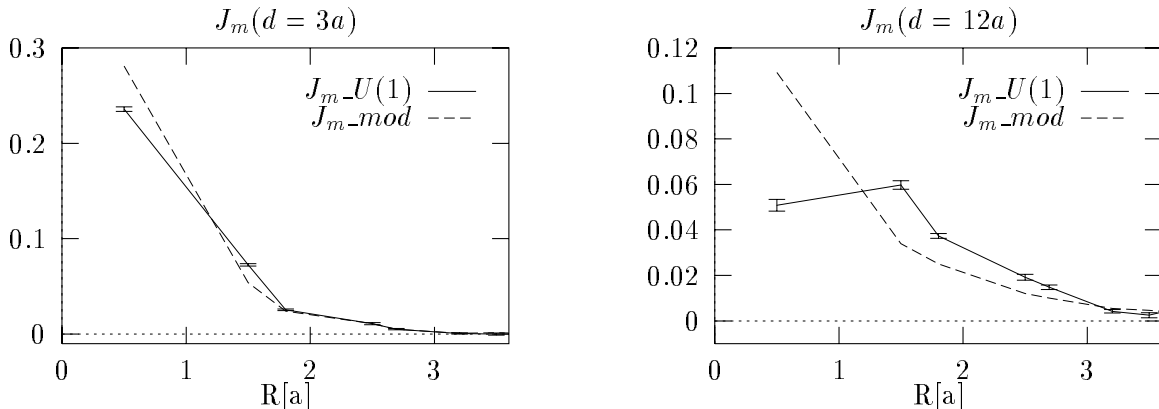 J_m(d = 3a)
0.3
0.2
0.1
0
0
1
2
3
R[a]
J_m_U(1)
J_m_mod
J_m(d = 12a)
0.12
0.1
0.08
0.06
0.04
0.02
0
0
1
2
3
R[a]
J_m_U(1)
J_m_mod